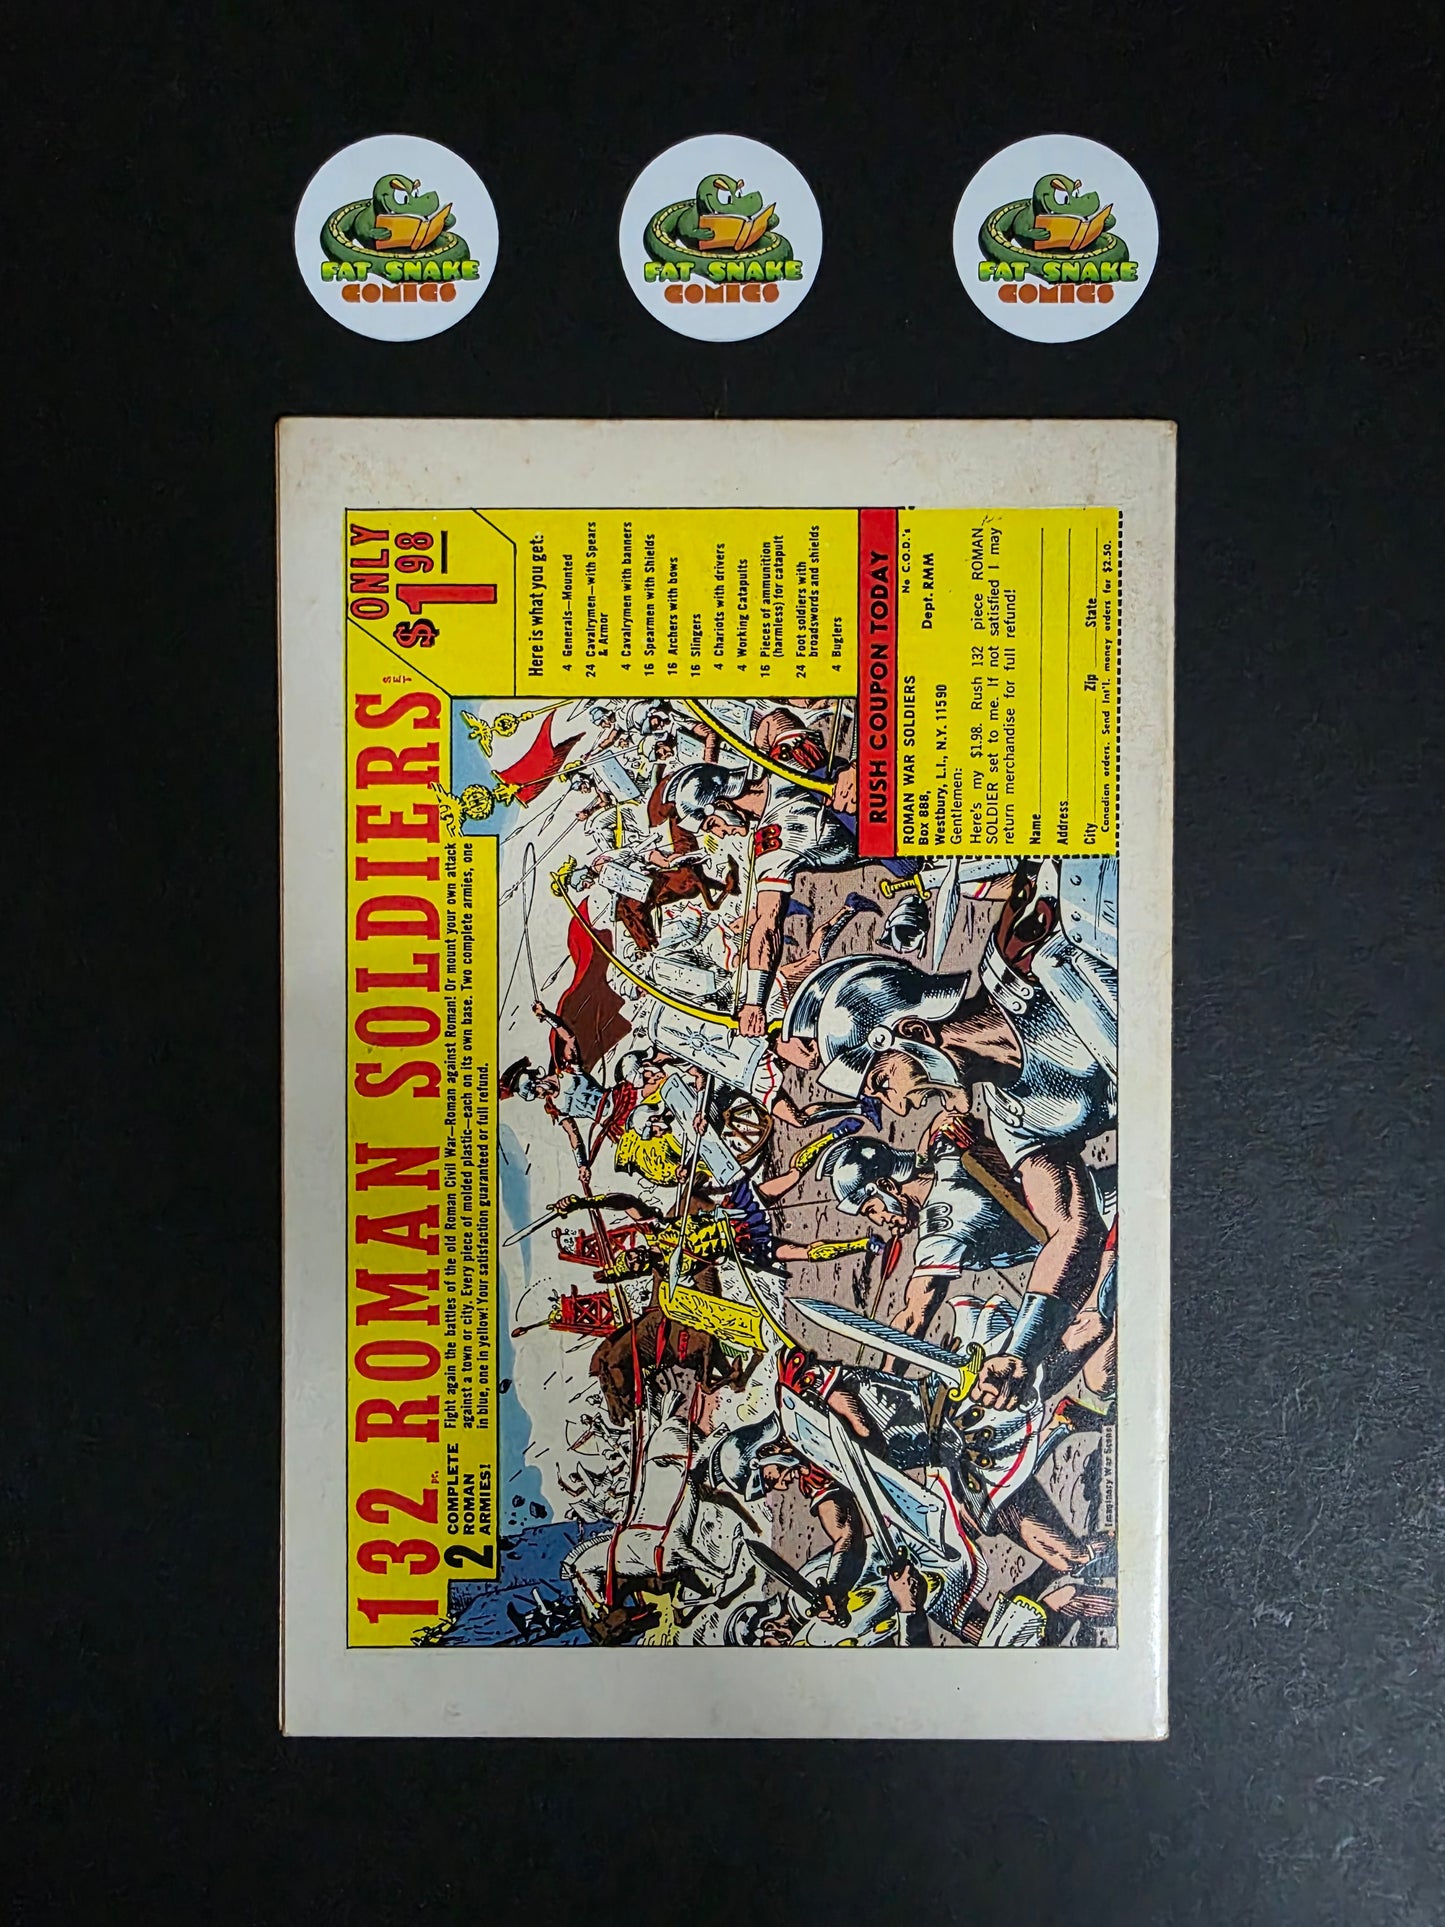 FAT SNAKE
COMICS
FAT SNAKE
COMICS
FAT SNAKE
COMICS
132 PC. ROMAN SOLDIERS SET
ONLY
$1.98
2 COMPLETE
ROMAN
ARMIES!
Fight again the battles of the old Roman Civil War—Roman against Roman! Or mount your own attack
against a town or city. Every piece of molded plastic—each on its own base. Two complete armies, one
in blue, one in yellow! Your satisfaction guaranteed or full refund.
Here is what you get:
4 Generals—Mounted
24 Cavalrymen—with Spears
& Armor
4 Cavalrymen with banners
16 Spearmen with Shields
16 Archers with bows
16 Slingers
4 Chariots with drivers
4 Working Catapults
16 Pieces of ammunition
(harmless) for catapult
24 Foot soldiers with
broadswords and shields
4 Buglers
RUSH COUPON TODAY
ROMAN WAR SOLDIERS No C.O.D.'s
Box 888, Dept. RMM
Westbury, L.I., N.Y. 11590
Gentlemen:
Here's my $1.98. Rush 132 piece ROMAN
SOLDIER set to me. If not satisfied I may
return merchandise for full refund!
Name
Address
City Zip State
Canadian orders. Send Int'l. money orders for $2.50.
Imaginary War Scene